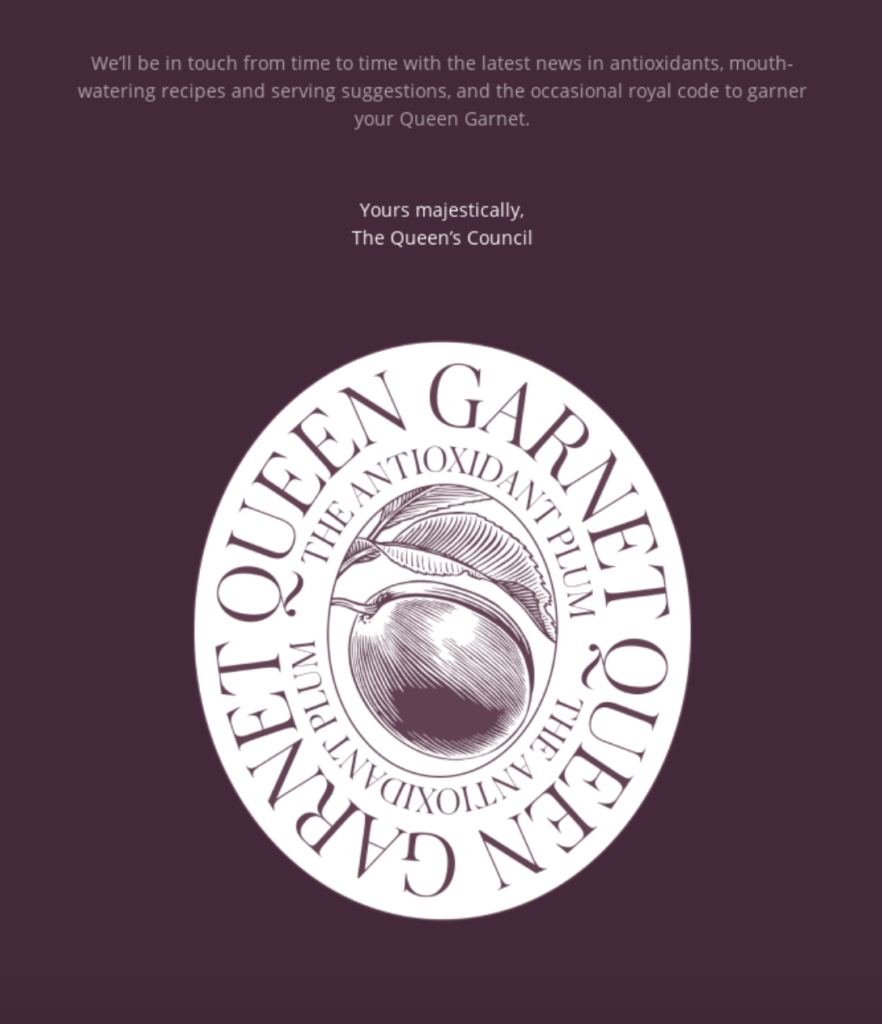 We'll be in touch from time to time with the latest news in antioxidants, mouth-
watering recipes and serving suggestions, and the occasional royal code to garner
your Queen Garnet.
Yours majestically,
The Queen's Council
QUEEN GARNET QUEEN GARNET
THE ANTIOXIDANT PLUM THE ANTIOXIDANT PLUM